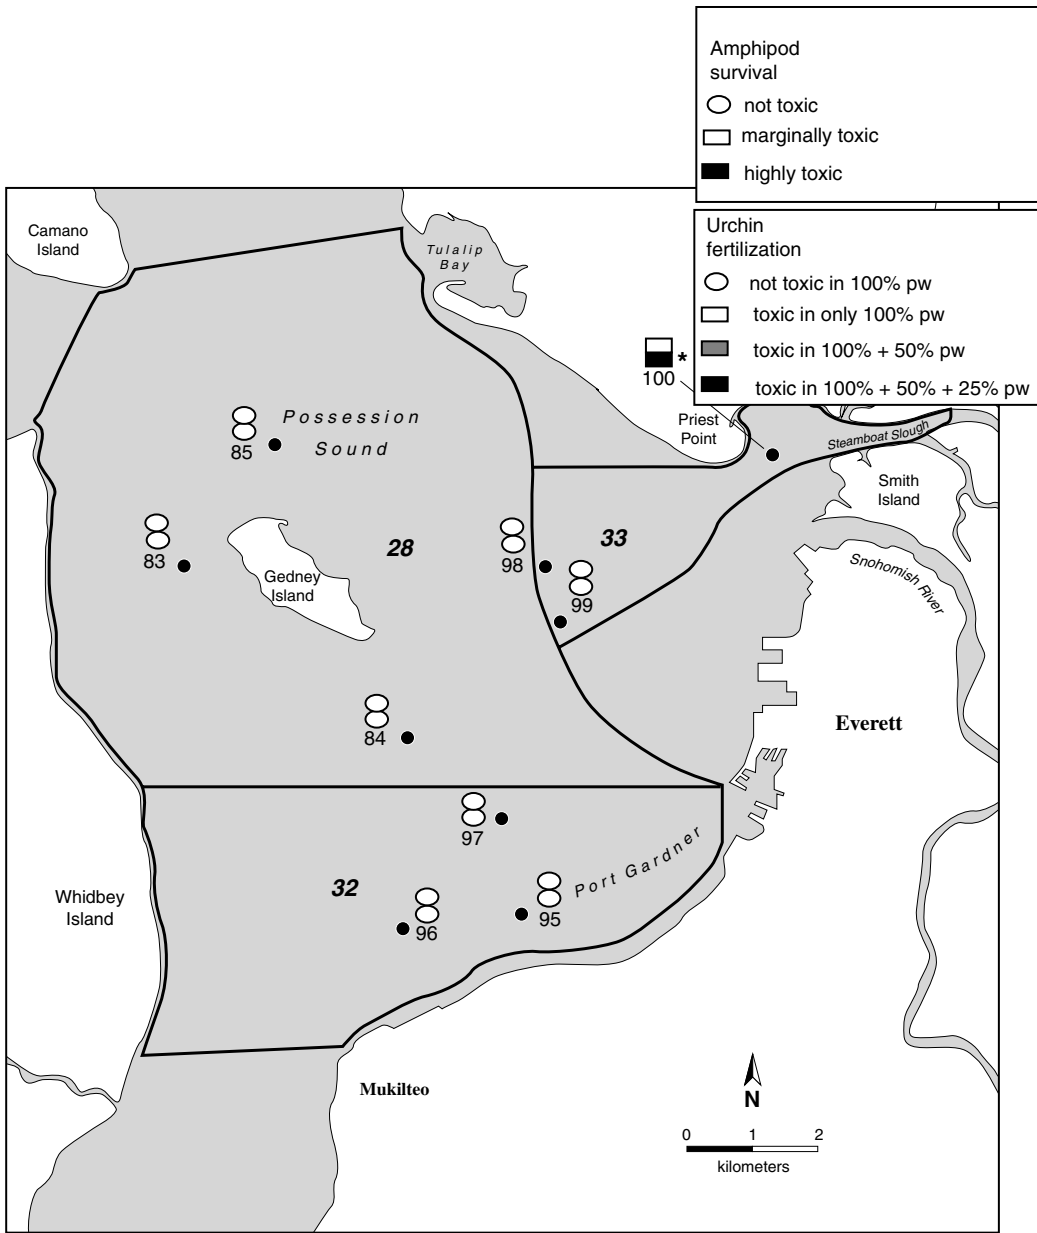 Amphipod
survival
not toxic
marginally toxic
highly toxic
Urchin
fertilization
not toxic in 100% pw
toxic in only 100% pw
toxic in 100% + 50% pw
toxic in 100% + 50% + 25% pw
Camano
Island
Tulalip
Bay
*
100
Priest
Point
Steamboat Slough
Smith
Island
Possession
Sound
85
83
Gedney
Island
28
98
33
99
Snohomish
River
84
Everett
97
Port Gardner
32
95
96
Whidbey
Island
Mukilteo
N
0 1 2
kilometers